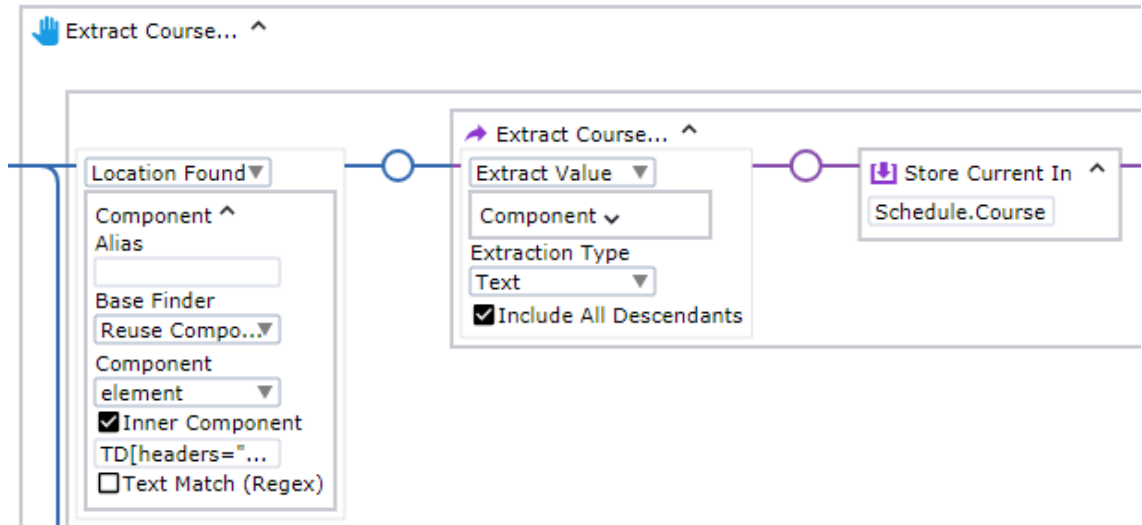 Extract Course...
Extract Course...
Location Found
Component
Alias
Base Finder
Reuse Compo...
Component
element
Inner Component
TD[headers="...
Text Match (Regex)
Extract Value
Component
Extraction Type
Text
Include All Descendants
Store Current In
Schedule.Course